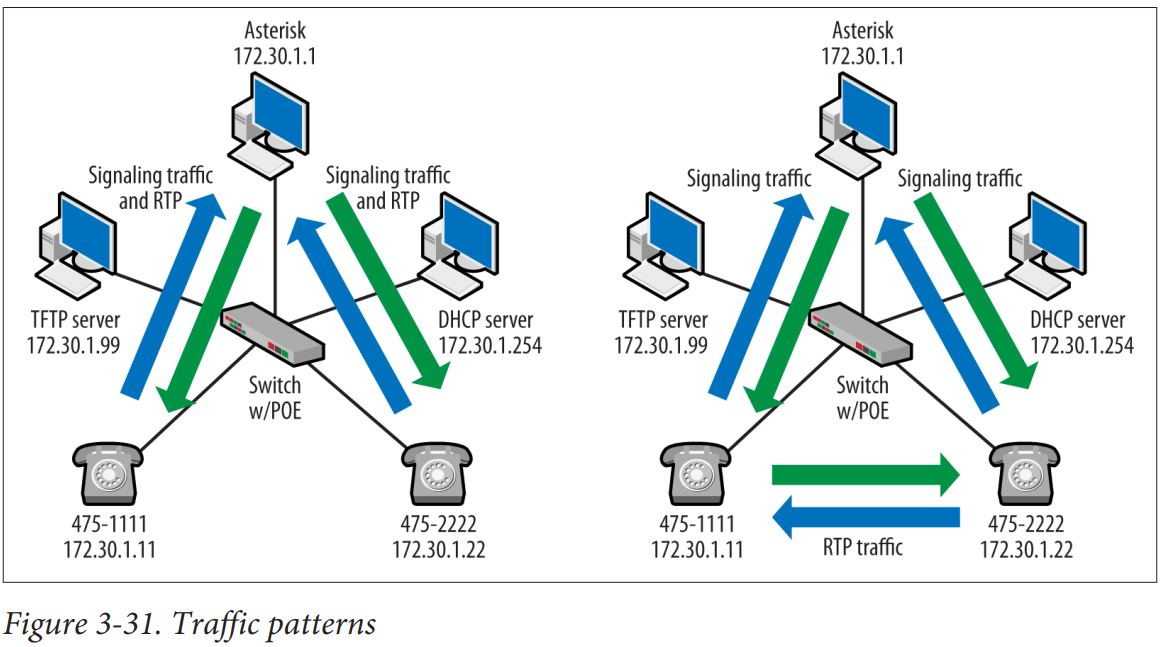 Asterisk
172.30.1.1
Signaling traffic
and RTP
Signaling traffic
and RTP
TFTP server
172.30.1.99
DHCP server
172.30.1.254
Switch
w/POE
475-1111
172.30.1.11
475-2222
172.30.1.22
Asterisk
172.30.1.1
Signaling traffic
Signaling traffic
TFTP server
172.30.1.99
DHCP server
172.30.1.254
Switch
w/POE
475-1111
172.30.1.11
RTP traffic
475-2222
172.30.1.22
Figure 3-31. Traffic patterns